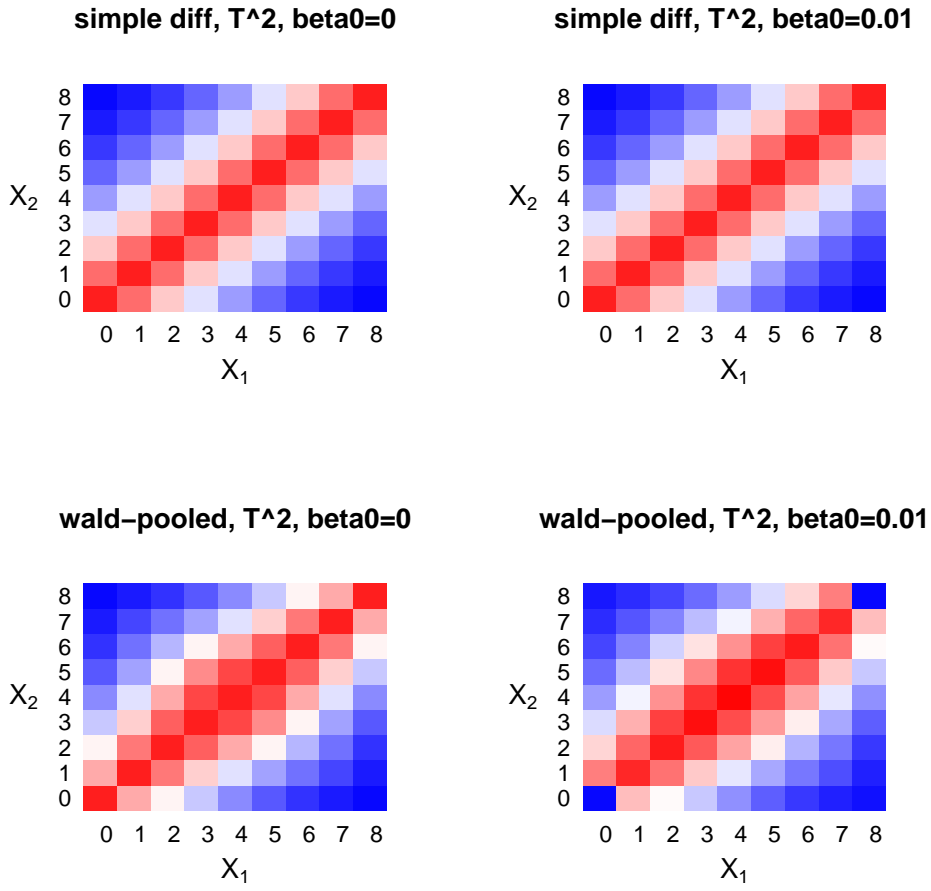 simple diff, T^2, beta0=0
8
7
6
5
4
3
2
1
0
X₂
0 1 2 3 4 5 6 7 8
X₁
simple diff, T^2, beta0=0.01
8
7
6
5
4
3
2
1
0
X₂
0 1 2 3 4 5 6 7 8
X₁
wald−pooled, T^2, beta0=0
8
7
6
5
4
3
2
1
0
X₂
0 1 2 3 4 5 6 7 8
X₁
wald−pooled, T^2, beta0=0.01
8
7
6
5
4
3
2
1
0
X₂
0 1 2 3 4 5 6 7 8
X₁